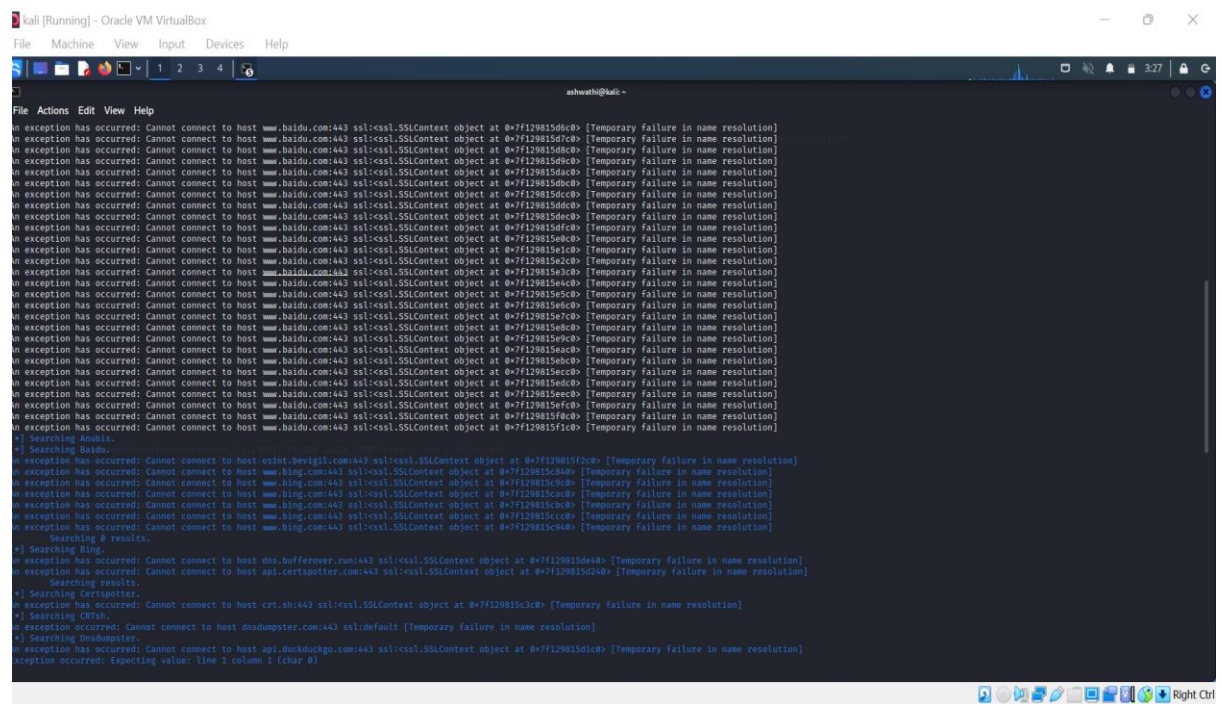 kali [Running] - Oracle VM VirtualBox
File Machine View Input Devices Help
1 2 3 4
3:27
ashwathi@kali: ~
File Actions Edit View Help
An exception has occurred: Cannot connect to host www.baidu.com:443 ssl:<ssl.SSLContext object at 0×7f129815d6c0> [Temporary failure in name resolution]
An exception has occurred: Cannot connect to host www.baidu.com:443 ssl:<ssl.SSLContext object at 0×7f129815d7c0> [Temporary failure in name resolution]
An exception has occurred: Cannot connect to host www.baidu.com:443 ssl:<ssl.SSLContext object at 0×7f129815d8c0> [Temporary failure in name resolution]
An exception has occurred: Cannot connect to host www.baidu.com:443 ssl:<ssl.SSLContext object at 0×7f129815d9c0> [Temporary failure in name resolution]
An exception has occurred: Cannot connect to host www.baidu.com:443 ssl:<ssl.SSLContext object at 0×7f129815dac0> [Temporary failure in name resolution]
An exception has occurred: Cannot connect to host www.baidu.com:443 ssl:<ssl.SSLContext object at 0×7f129815dbc0> [Temporary failure in name resolution]
An exception has occurred: Cannot connect to host www.baidu.com:443 ssl:<ssl.SSLContext object at 0×7f129815dcc0> [Temporary failure in name resolution]
An exception has occurred: Cannot connect to host www.baidu.com:443 ssl:<ssl.SSLContext object at 0×7f129815ddc0> [Temporary failure in name resolution]
An exception has occurred: Cannot connect to host www.baidu.com:443 ssl:<ssl.SSLContext object at 0×7f129815dec0> [Temporary failure in name resolution]
An exception has occurred: Cannot connect to host www.baidu.com:443 ssl:<ssl.SSLContext object at 0×7f129815dfc0> [Temporary failure in name resolution]
An exception has occurred: Cannot connect to host www.baidu.com:443 ssl:<ssl.SSLContext object at 0×7f129815e0c0> [Temporary failure in name resolution]
An exception has occurred: Cannot connect to host www.baidu.com:443 ssl:<ssl.SSLContext object at 0×7f129815e1c0> [Temporary failure in name resolution]
An exception has occurred: Cannot connect to host www.baidu.com:443 ssl:<ssl.SSLContext object at 0×7f129815e2c0> [Temporary failure in name resolution]
An exception has occurred: Cannot connect to host www.baidu.com:443 ssl:<ssl.SSLContext object at 0×7f129815e3c0> [Temporary failure in name resolution]
An exception has occurred: Cannot connect to host www.baidu.com:443 ssl:<ssl.SSLContext object at 0×7f129815e4c0> [Temporary failure in name resolution]
An exception has occurred: Cannot connect to host www.baidu.com:443 ssl:<ssl.SSLContext object at 0×7f129815e5c0> [Temporary failure in name resolution]
An exception has occurred: Cannot connect to host www.baidu.com:443 ssl:<ssl.SSLContext object at 0×7f129815e6c0> [Temporary failure in name resolution]
An exception has occurred: Cannot connect to host www.baidu.com:443 ssl:<ssl.SSLContext object at 0×7f129815e7c0> [Temporary failure in name resolution]
An exception has occurred: Cannot connect to host www.baidu.com:443 ssl:<ssl.SSLContext object at 0×7f129815e8c0> [Temporary failure in name resolution]
An exception has occurred: Cannot connect to host www.baidu.com:443 ssl:<ssl.SSLContext object at 0×7f129815e9c0> [Temporary failure in name resolution]
An exception has occurred: Cannot connect to host www.baidu.com:443 ssl:<ssl.SSLContext object at 0×7f129815eac0> [Temporary failure in name resolution]
An exception has occurred: Cannot connect to host www.baidu.com:443 ssl:<ssl.SSLContext object at 0×7f129815ebc0> [Temporary failure in name resolution]
An exception has occurred: Cannot connect to host www.baidu.com:443 ssl:<ssl.SSLContext object at 0×7f129815ecc0> [Temporary failure in name resolution]
An exception has occurred: Cannot connect to host www.baidu.com:443 ssl:<ssl.SSLContext object at 0×7f129815edc0> [Temporary failure in name resolution]
An exception has occurred: Cannot connect to host www.baidu.com:443 ssl:<ssl.SSLContext object at 0×7f129815eec0> [Temporary failure in name resolution]
An exception has occurred: Cannot connect to host www.baidu.com:443 ssl:<ssl.SSLContext object at 0×7f129815efc0> [Temporary failure in name resolution]
An exception has occurred: Cannot connect to host www.baidu.com:443 ssl:<ssl.SSLContext object at 0×7f129815f0c0> [Temporary failure in name resolution]
An exception has occurred: Cannot connect to host www.baidu.com:443 ssl:<ssl.SSLContext object at 0×7f129815f1c0> [Temporary failure in name resolution]
[*] Searching Anubis.
[*] Searching Baidu.
An exception has occurred: Cannot connect to host osint.bevigil.com:443 ssl:<ssl.SSLContext object at 0×7f129815f2c0> [Temporary failure in name resolution]
An exception has occurred: Cannot connect to host www.bing.com:443 ssl:<ssl.SSLContext object at 0×7f129815c840> [Temporary failure in name resolution]
An exception has occurred: Cannot connect to host www.bing.com:443 ssl:<ssl.SSLContext object at 0×7f129815c9c0> [Temporary failure in name resolution]
An exception has occurred: Cannot connect to host www.bing.com:443 ssl:<ssl.SSLContext object at 0×7f129815cac0> [Temporary failure in name resolution]
An exception has occurred: Cannot connect to host www.bing.com:443 ssl:<ssl.SSLContext object at 0×7f129815cbc0> [Temporary failure in name resolution]
An exception has occurred: Cannot connect to host www.bing.com:443 ssl:<ssl.SSLContext object at 0×7f129815ccc0> [Temporary failure in name resolution]
An exception has occurred: Cannot connect to host www.bing.com:443 ssl:<ssl.SSLContext object at 0×7f129815c940> [Temporary failure in name resolution]
Searching 0 results.
[*] Searching Bing.
An exception has occurred: Cannot connect to host dns.bufferover.run:443 ssl:<ssl.SSLContext object at 0×7f129815de40> [Temporary failure in name resolution]
An exception has occurred: Cannot connect to host api.certspotter.com:443 ssl:<ssl.SSLContext object at 0×7f129815d240> [Temporary failure in name resolution]
Searching results.
[*] Searching Certspotter.
An exception has occurred: Cannot connect to host crt.sh:443 ssl:<ssl.SSLContext object at 0×7f129815c3c0> [Temporary failure in name resolution]
[*] Searching CRTsh.
An exception occurred: Cannot connect to host dnsdumpster.com:443 ssl:default [Temporary failure in name resolution]
[*] Searching Dnsdumpster.
An exception has occurred: Cannot connect to host api.duckduckgo.com:443 ssl:<ssl.SSLContext object at 0×7f129815d1c0> [Temporary failure in name resolution]
Exception occurred: Expecting value: line 1 column 1 (char 0)
Right Ctrl